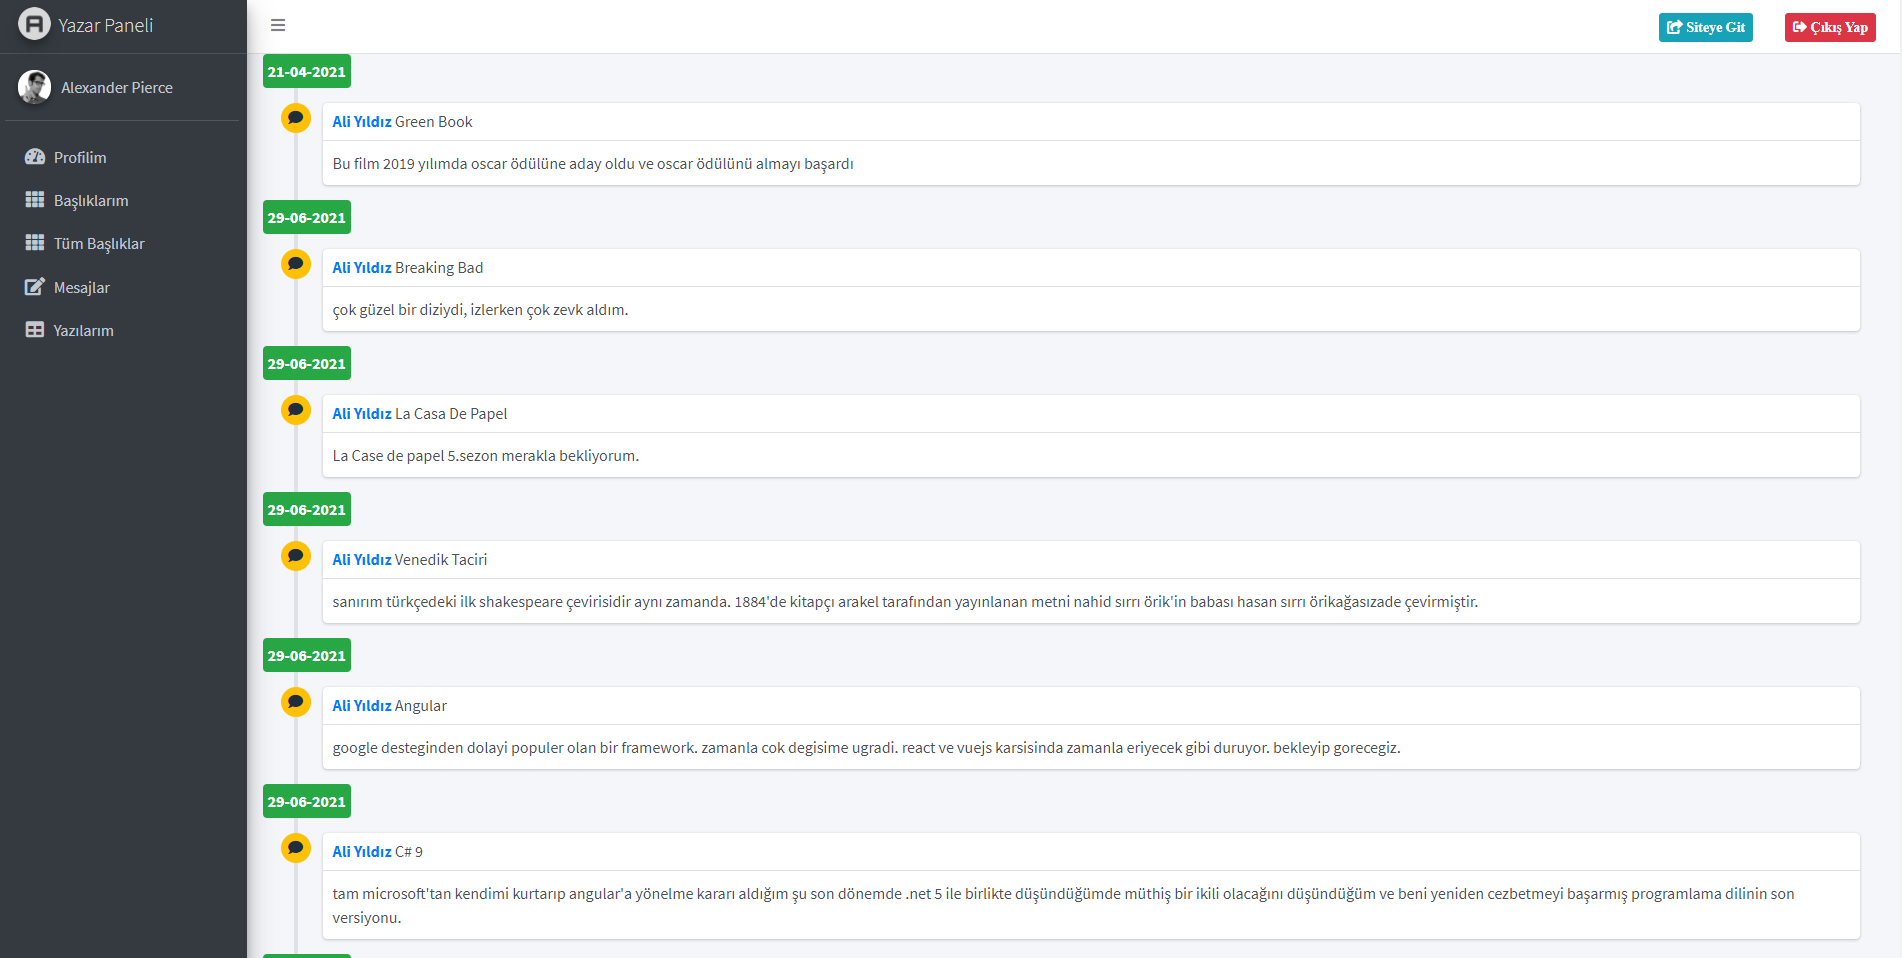 Yazar Paneli
Alexander Pierce
Profilim
Başlıklarım
Tüm Başlıklar
Mesajlar
Yazılarım
Siteye Git
Çıkış Yap
21-04-2021
Ali Yıldız Green Book
Bu film 2019 yılımda oscar ödülüne aday oldu ve oscar ödülünü almayı başardı
29-06-2021
Ali Yıldız Breaking Bad
çok güzel bir diziydi, izlerken çok zevk aldım.
29-06-2021
Ali Yıldız La Casa De Papel
La Case de papel 5.sezon merakla bekliyorum.
29-06-2021
Ali Yıldız Venedik Taciri
sanırım türkçedeki ilk shakespeare çevirisidir aynı zamanda. 1884'de kitapçı arakel tarafından yayınlanan metni nahid sırrı örik'in babası hasan sırrı örikağasızade çevirmiştir.
29-06-2021
Ali Yıldız Angular
google desteginden dolayi populer olan bir framework. zamanla cok degisime ugradi. react ve vuejs karsisinda zamanla eriyecek gibi duruyor. bekleyip gorecegiz.
29-06-2021
Ali Yıldız C# 9
tam microsoft'tan kendimi kurtarıp angular'a yönelme kararı aldığım şu son dönemde .net 5 ile birlikte düşündüğümde müthiş bir ikili olacağını düşündüğüm ve beni yeniden cezbetmeyi başarmış programlama dilinin son
versiyonu.